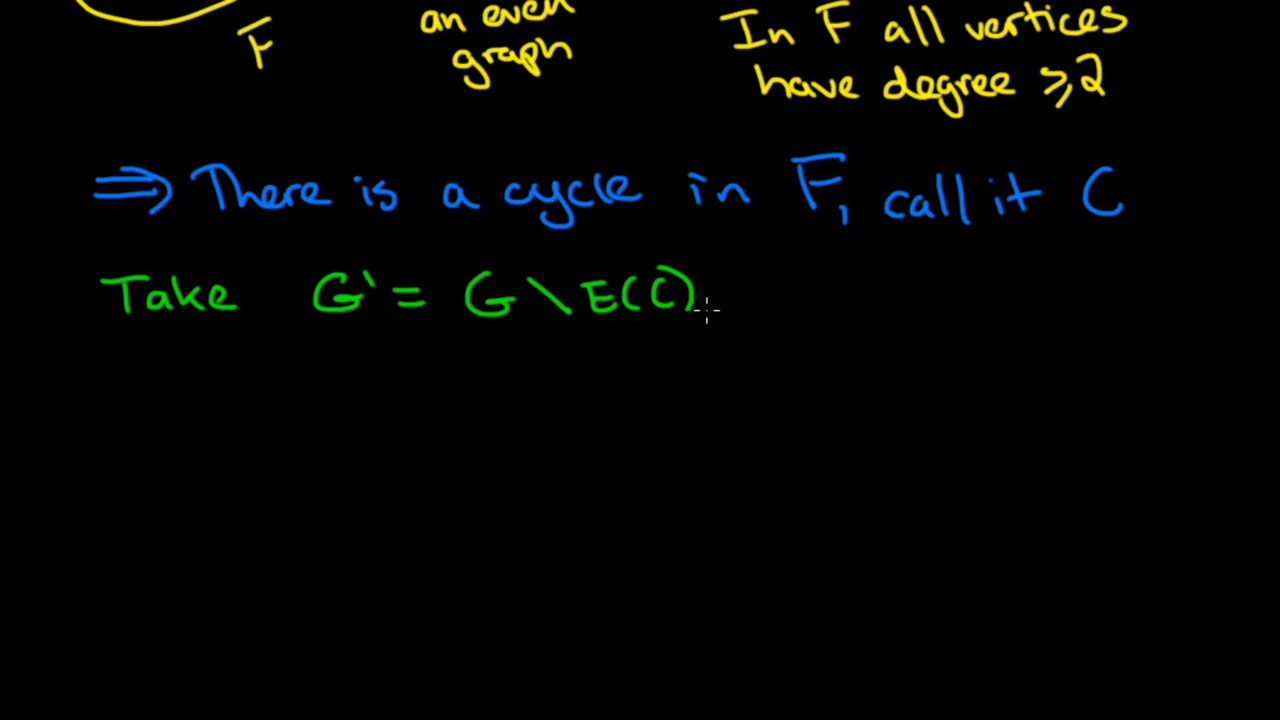 an even
graph
F
In F all vertices
have degree ⩾2
⇒ There is a cycle in F, call it C
Take G' = G \ E(C)